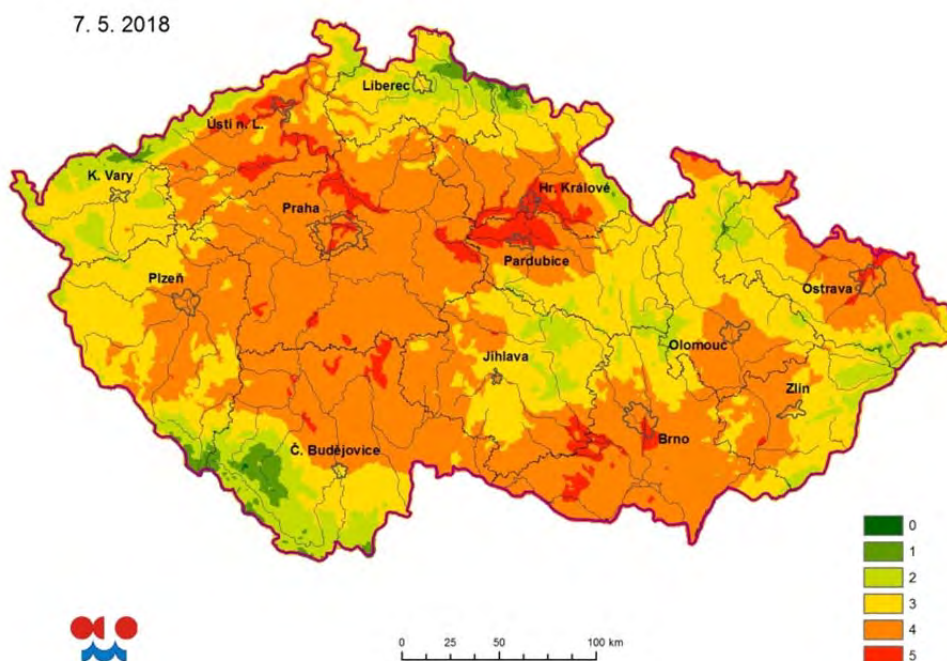 7. 5. 2018
Liberec
Ústí n. L.
K. Vary
Hr. Králové
Praha
Pardubice
Plzeň
Ostrava
Olomouc
Jihlava
Zlín
Brno
Č. Budějovice
0
1
2
3
4
5
0 25 50 100 km